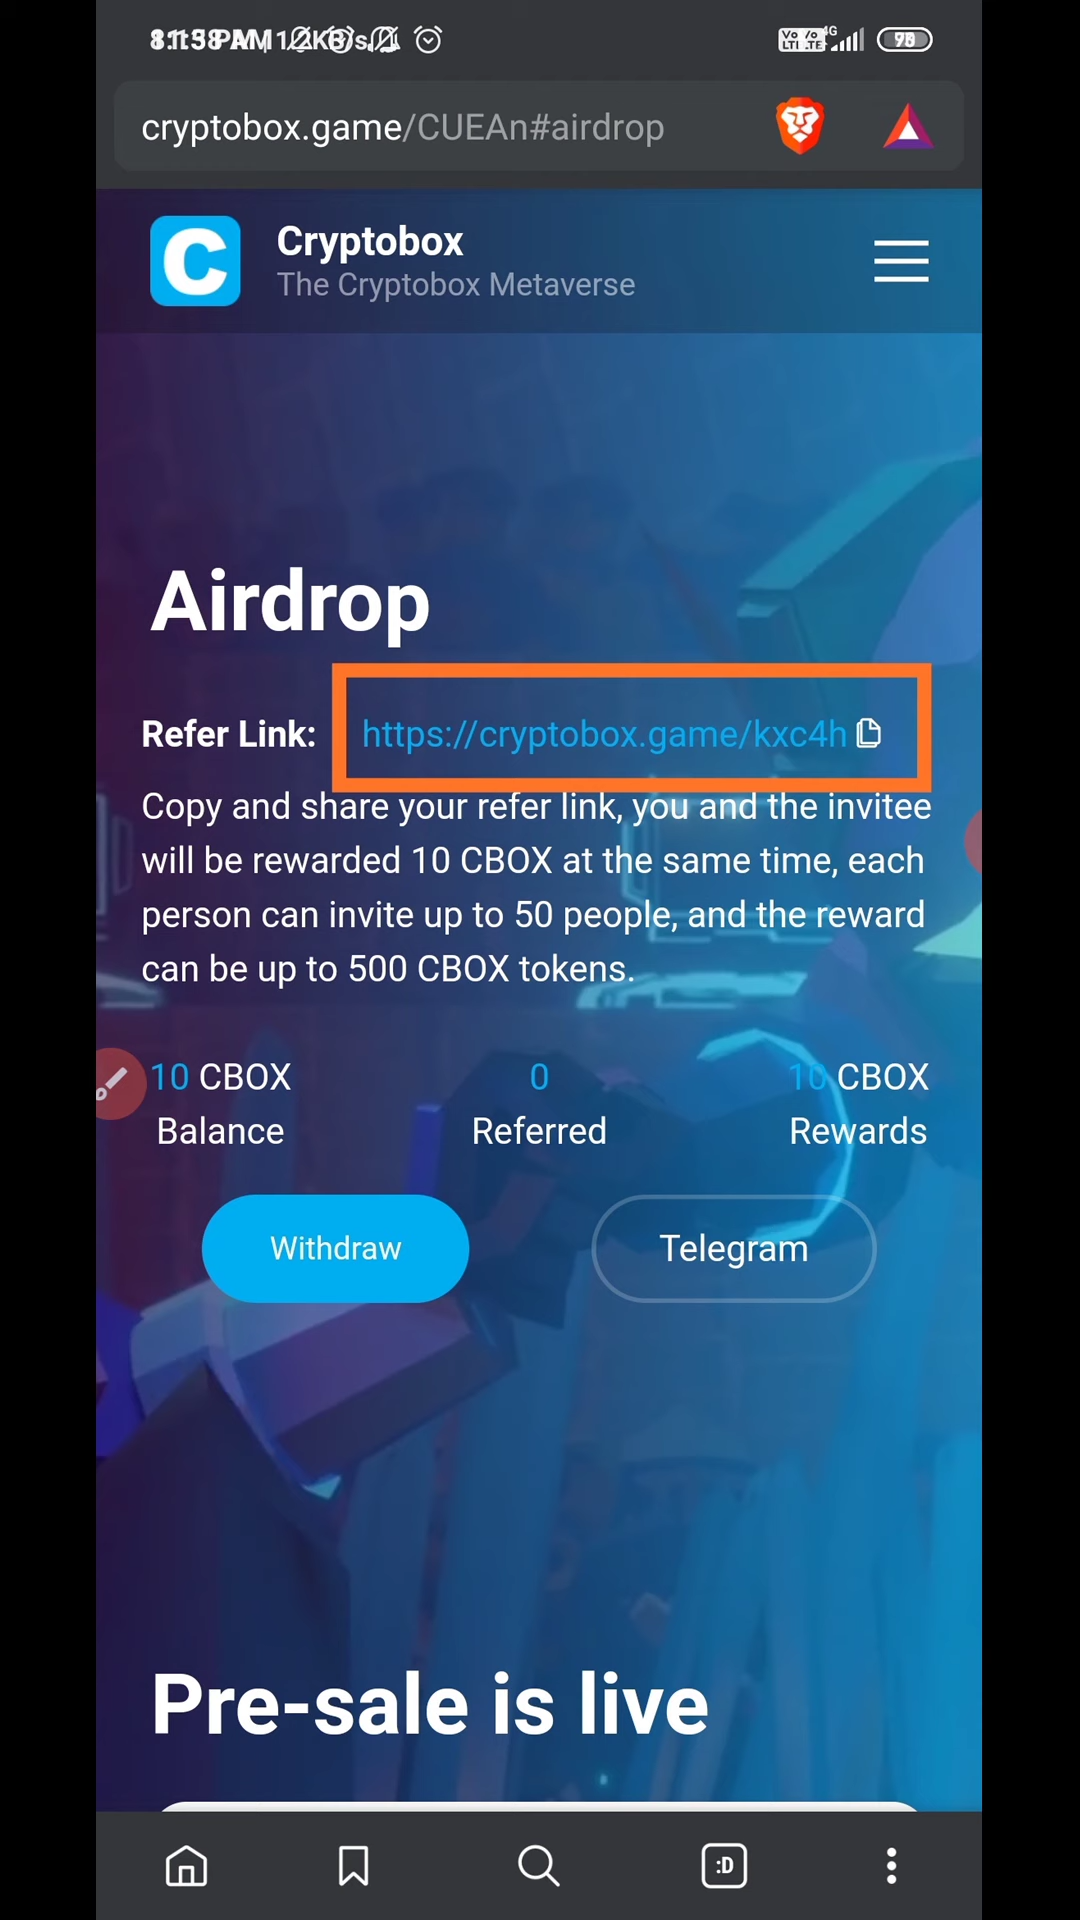 cryptobox.game/CUEAn#airdrop
Cryptobox
The Cryptobox Metaverse
Airdrop
Refer Link: https://cryptobox.game/kxc4h
Copy and share your refer link, you and the invitee
will be rewarded 10 CBOX at the same time, each
person can invite up to 50 people, and the reward
can be up to 500 CBOX tokens.
10 CBOX 0 10 CBOX
Balance Referred Rewards
Withdraw Telegram
Pre-sale is live
:D